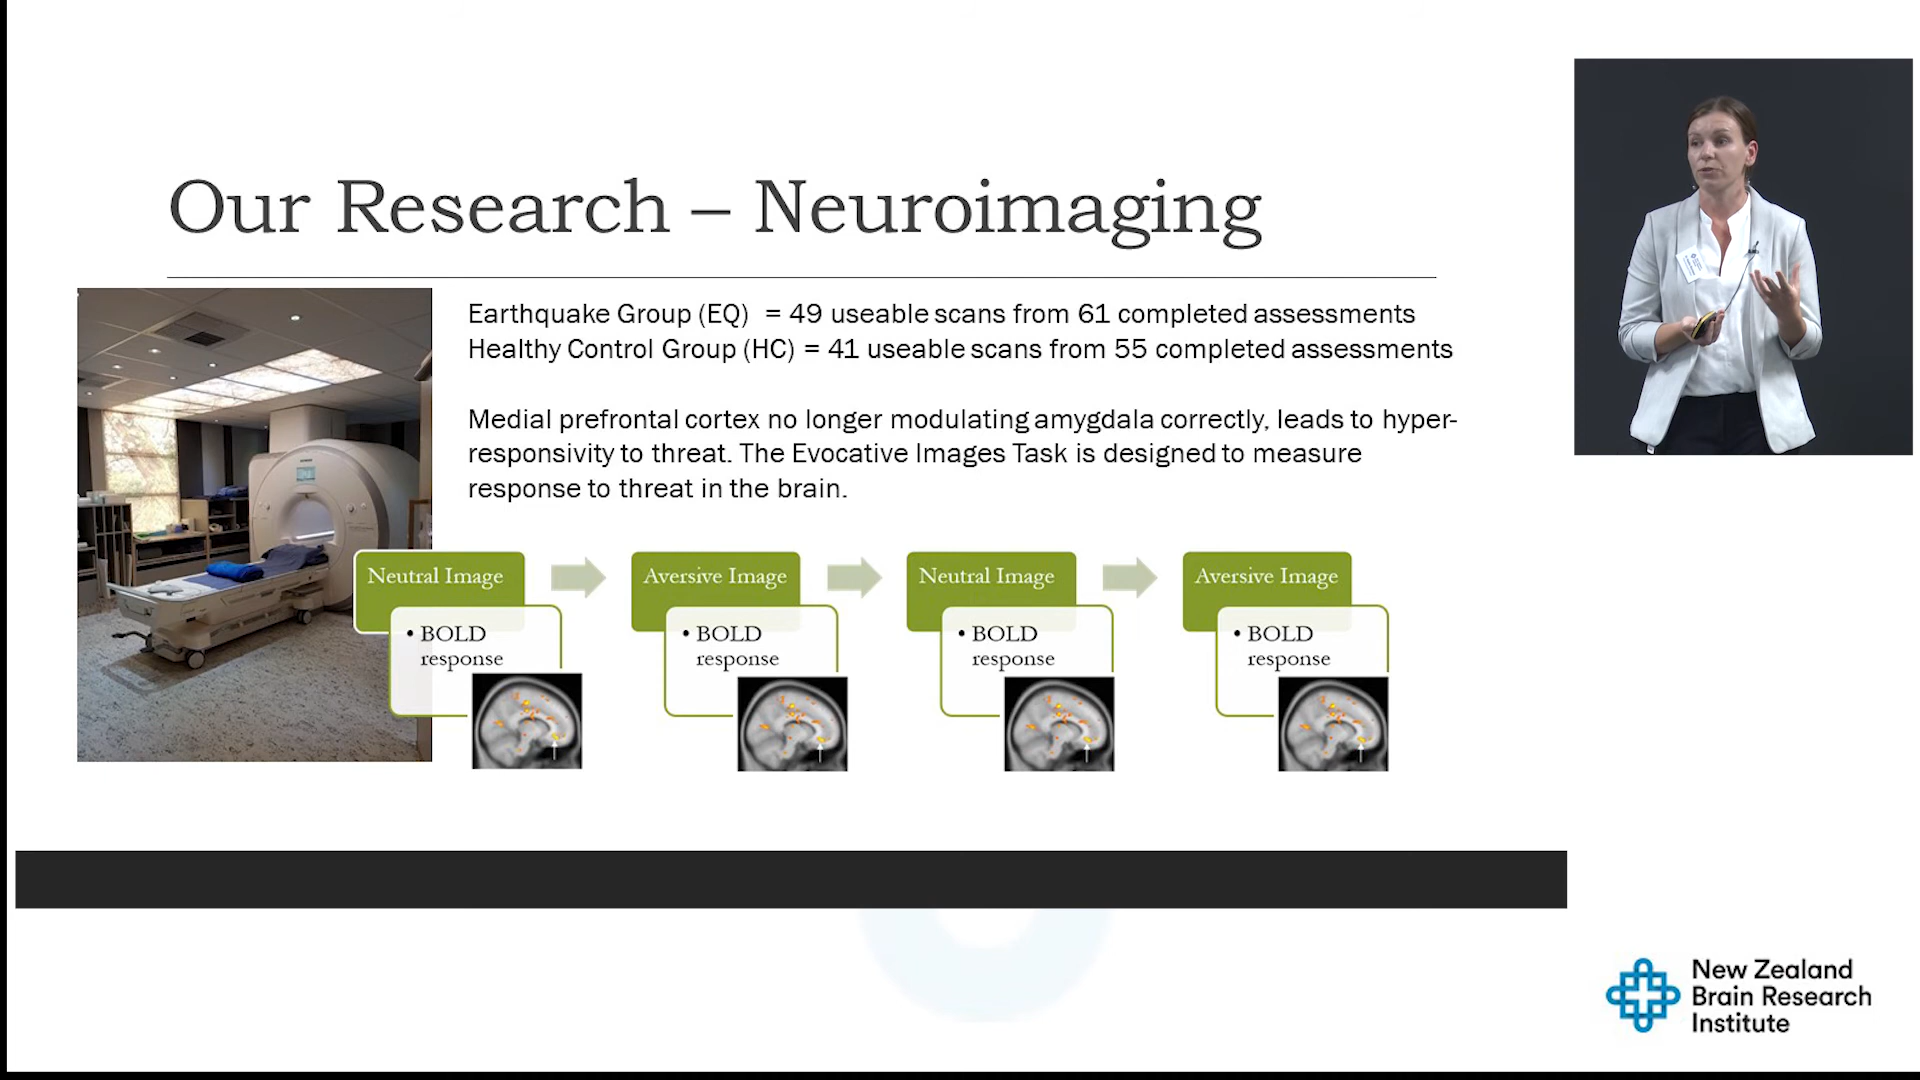 Our Research – Neuroimaging
Earthquake Group (EQ) = 49 useable scans from 61 completed assessments
Healthy Control Group (HC) = 41 useable scans from 55 completed assessments
Medial prefrontal cortex no longer modulating amygdala correctly, leads to hyper-
responsivity to threat. The Evocative Images Task is designed to measure
response to threat in the brain.
Neutral Image
• BOLD
response
Aversive Image
• BOLD
response
Neutral Image
• BOLD
response
Aversive Image
• BOLD
response
New Zealand
Brain Research
Institute